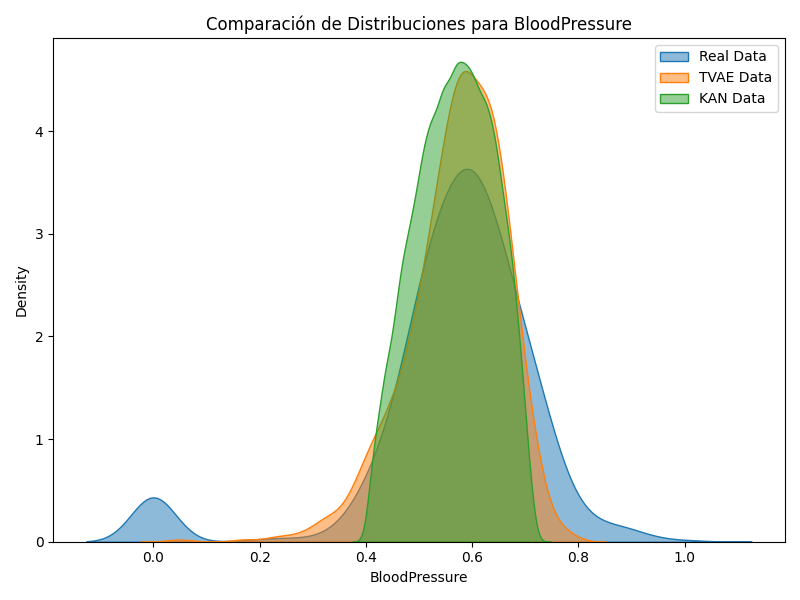 Comparación de Distribuciones para BloodPressure
Real Data
TVAE Data
KAN Data
Density
4
3
2
1
0
0.0 0.2 0.4 0.6 0.8 1.0
BloodPressure